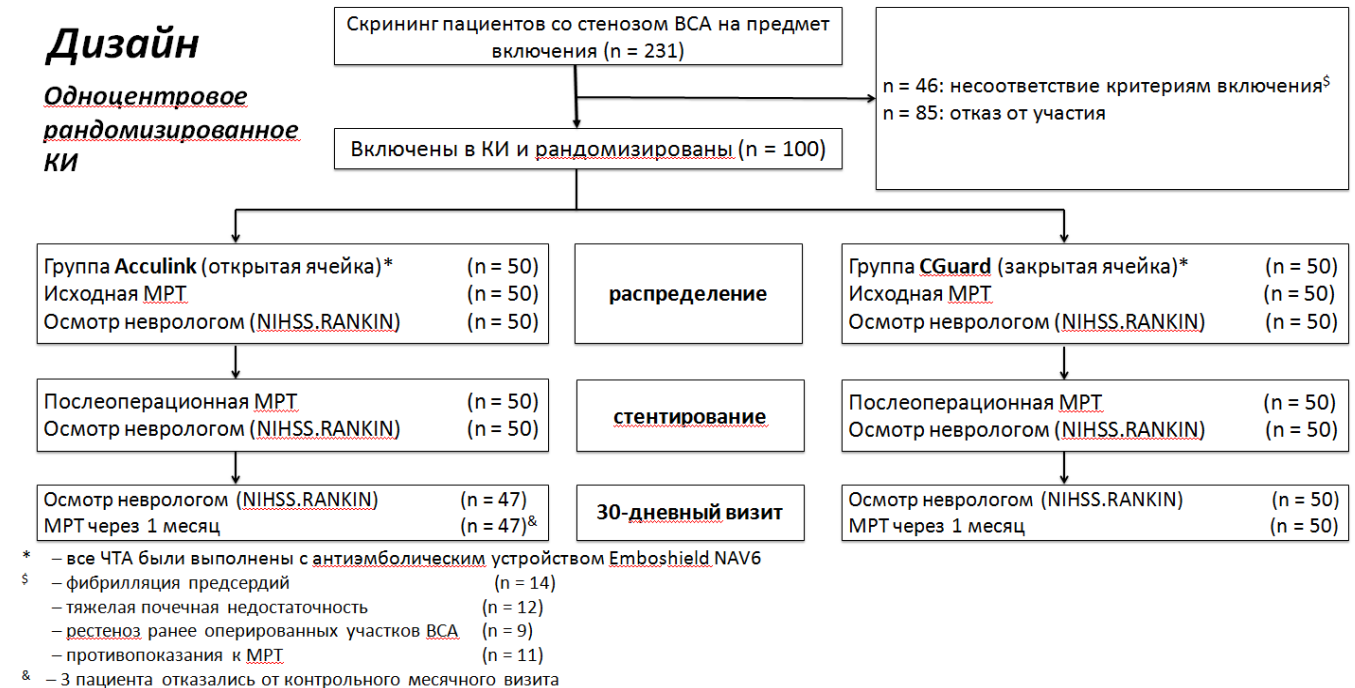 Дизайн
Одноцентровое
рандомизированное
КИ
Скрининг пациентов со стенозом ВСА на предмет
включения (n = 231)
n = 46: несоответствие критериям включения$
n = 85: отказ от участия
Включены в КИ и рандомизированы (n = 100)
Группа Acculink (открытая ячейка)* (n = 50)
Исходная МРТ (n = 50)
Осмотр неврологом (NIHSS.RANKIN) (n = 50)
распределение
Группа CGuard (закрытая ячейка)* (n = 50)
Исходная МРТ (n = 50)
Осмотр неврологом (NIHSS.RANKIN) (n = 50)
Послеоперационная МРТ (n = 50)
Осмотр неврологом (NIHSS.RANKIN) (n = 50)
стентирование
Послеоперационная МРТ (n = 50)
Осмотр неврологом (NIHSS.RANKIN) (n = 50)
Осмотр неврологом (NIHSS.RANKIN) (n = 47)
МРТ через 1 месяц (n = 47)&
30-дневный визит
Осмотр неврологом (NIHSS.RANKIN) (n = 50)
МРТ через 1 месяц (n = 50)
* – все ЧТА были выполнены с антиэмболическим устройством Emboshield NAV6
$ – фибрилляция предсердий (n = 14)
– тяжелая почечная недостаточность (n = 12)
– рестеноз ранее оперированных участков ВСА (n = 9)
– противопоказания к МРТ (n = 11)
& – 3 пациента отказались от контрольного месячного визита